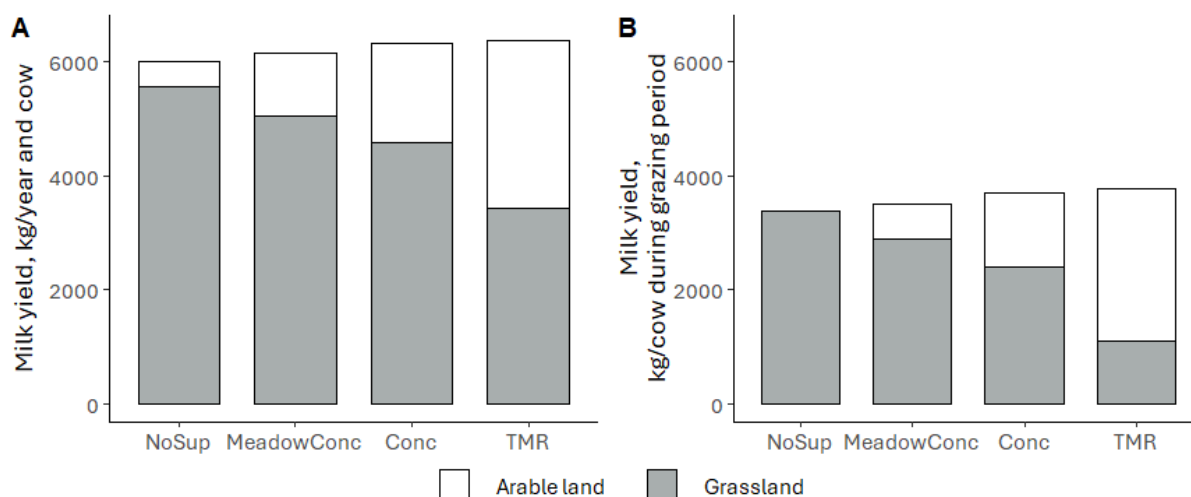 A
Milk yield, kg/year and cow
6000
4000
2000
0
NoSup MeadowConc Conc TMR
B
Milk yield,
kg/cow during grazing period
6000
4000
2000
0
NoSup MeadowConc Conc TMR
Arable land Grassland